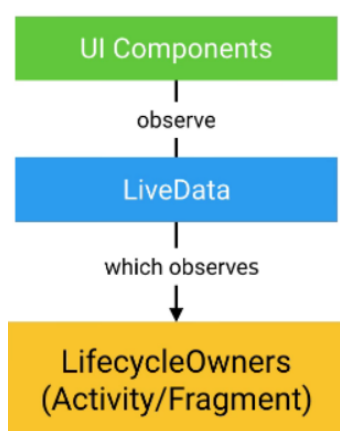 UI Components
observe
LiveData
which observes
LifecycleOwners
(Activity/Fragment)